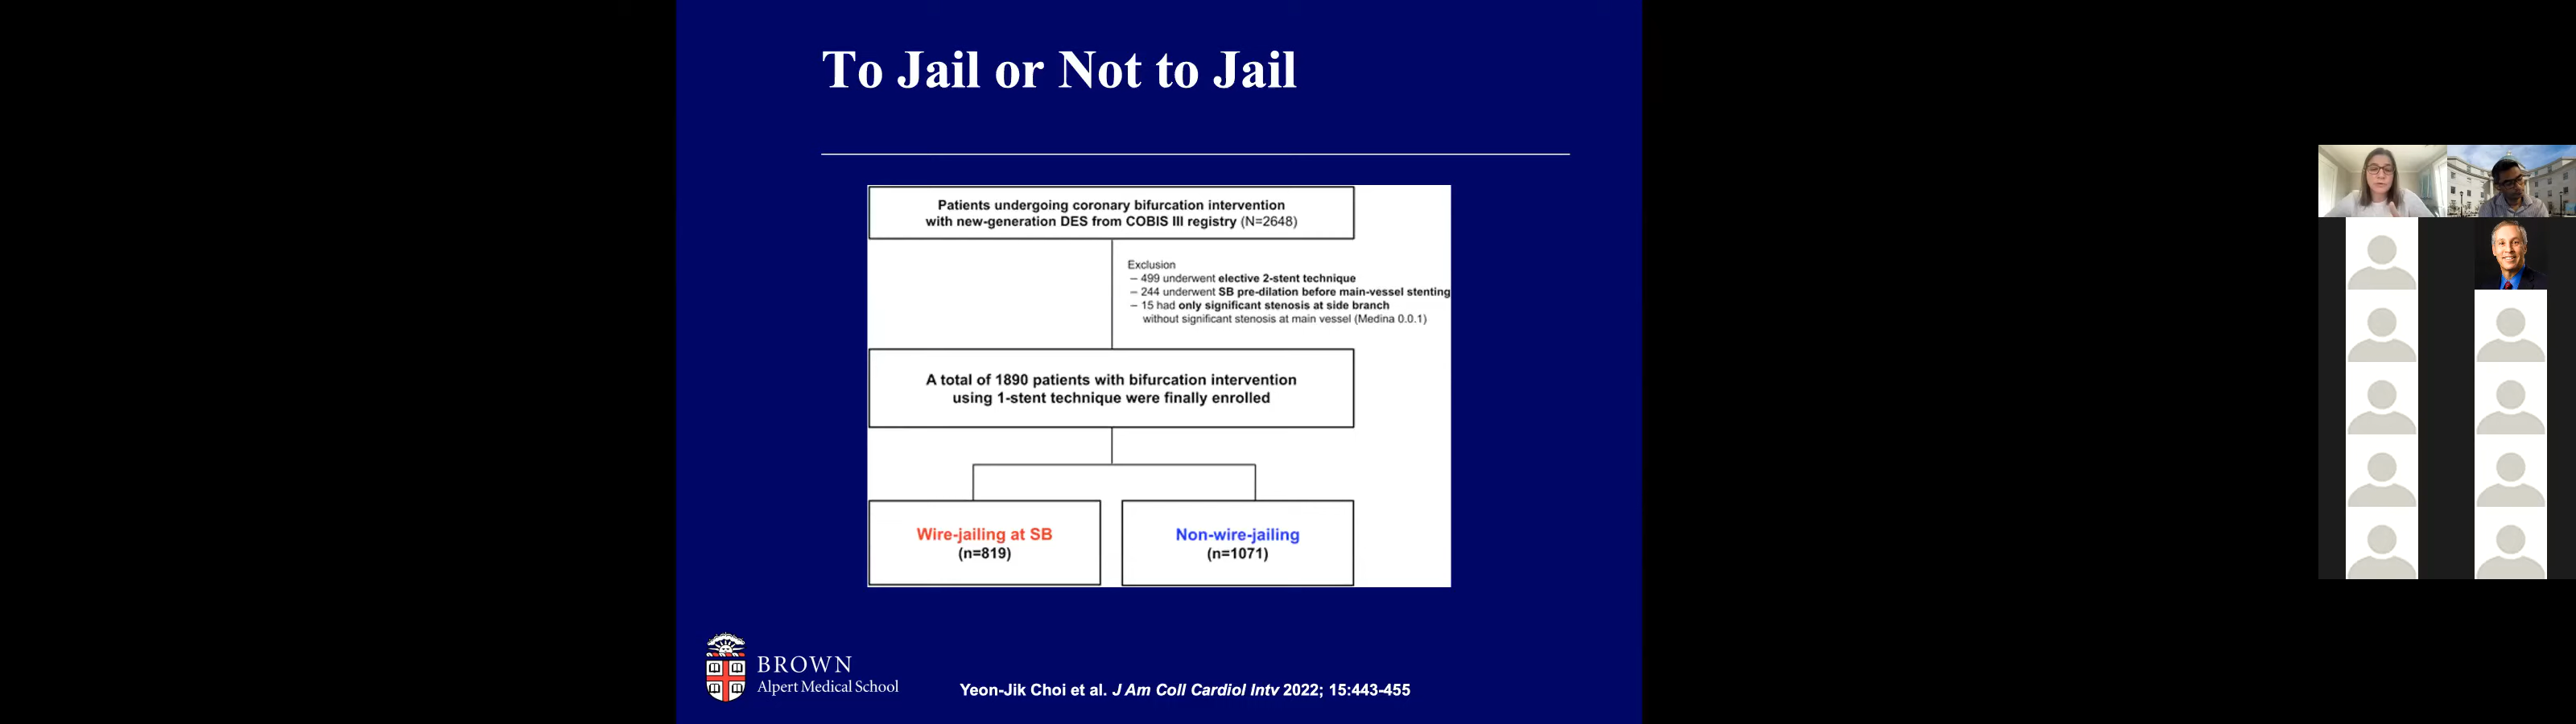 To Jail or Not to Jail
Patients undergoing coronary bifurcation intervention
with new-generation DES from COBIS III registry (N=2648)
Exclusion
– 499 underwent elective 2-stent technique
– 244 underwent SB pre-dilation before main-vessel stenting
– 15 had only significant stenosis at side branch
without significant stenosis at main vessel (Medina 0.0.1)
A total of 1890 patients with bifurcation intervention
using 1-stent technique were finally enrolled
Wire-jailing at SB
(n=819)
Non-wire-jailing
(n=1071)
BROWN
Alpert Medical School
Yeon-Jik Choi et al. J Am Coll Cardiol Intv 2022; 15:443-455